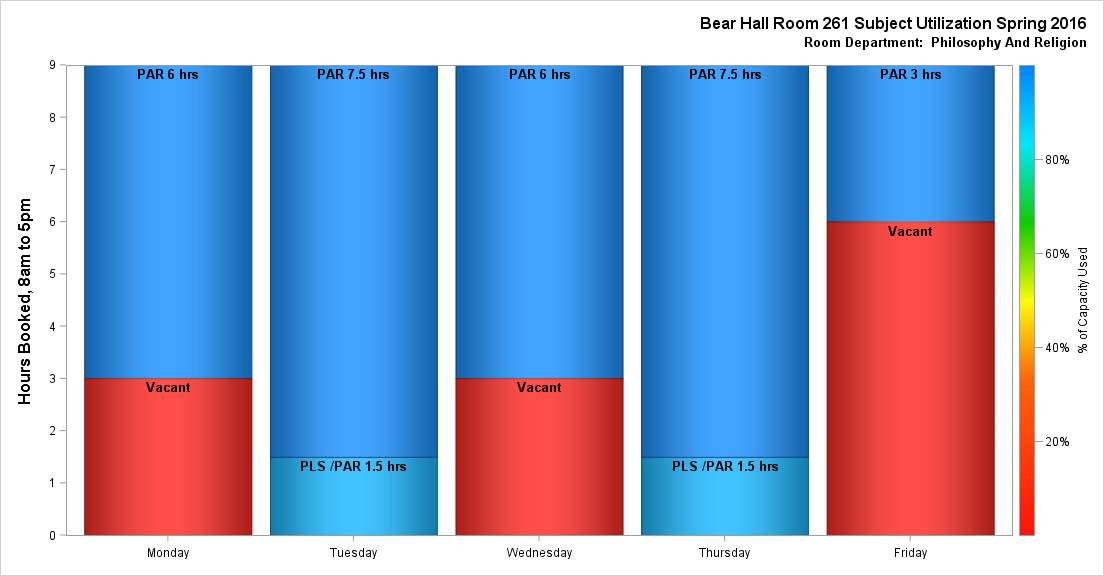 Bear Hall Room 261 Subject Utilization Spring 2016
Room Department:  Philosophy And Religion
Hours Booked, 8am to 5pm
9
8
7
6
5
4
3
2
1
0
PAR 6 hrs
PAR 7.5 hrs
PAR 6 hrs
PAR 7.5 hrs
PAR 3 hrs
Vacant
Vacant
Vacant
PLS /PAR 1.5 hrs
PLS /PAR 1.5 hrs
Monday
Tuesday
Wednesday
Thursday
Friday
80%
60%
40%
20%
% of Capacity Used